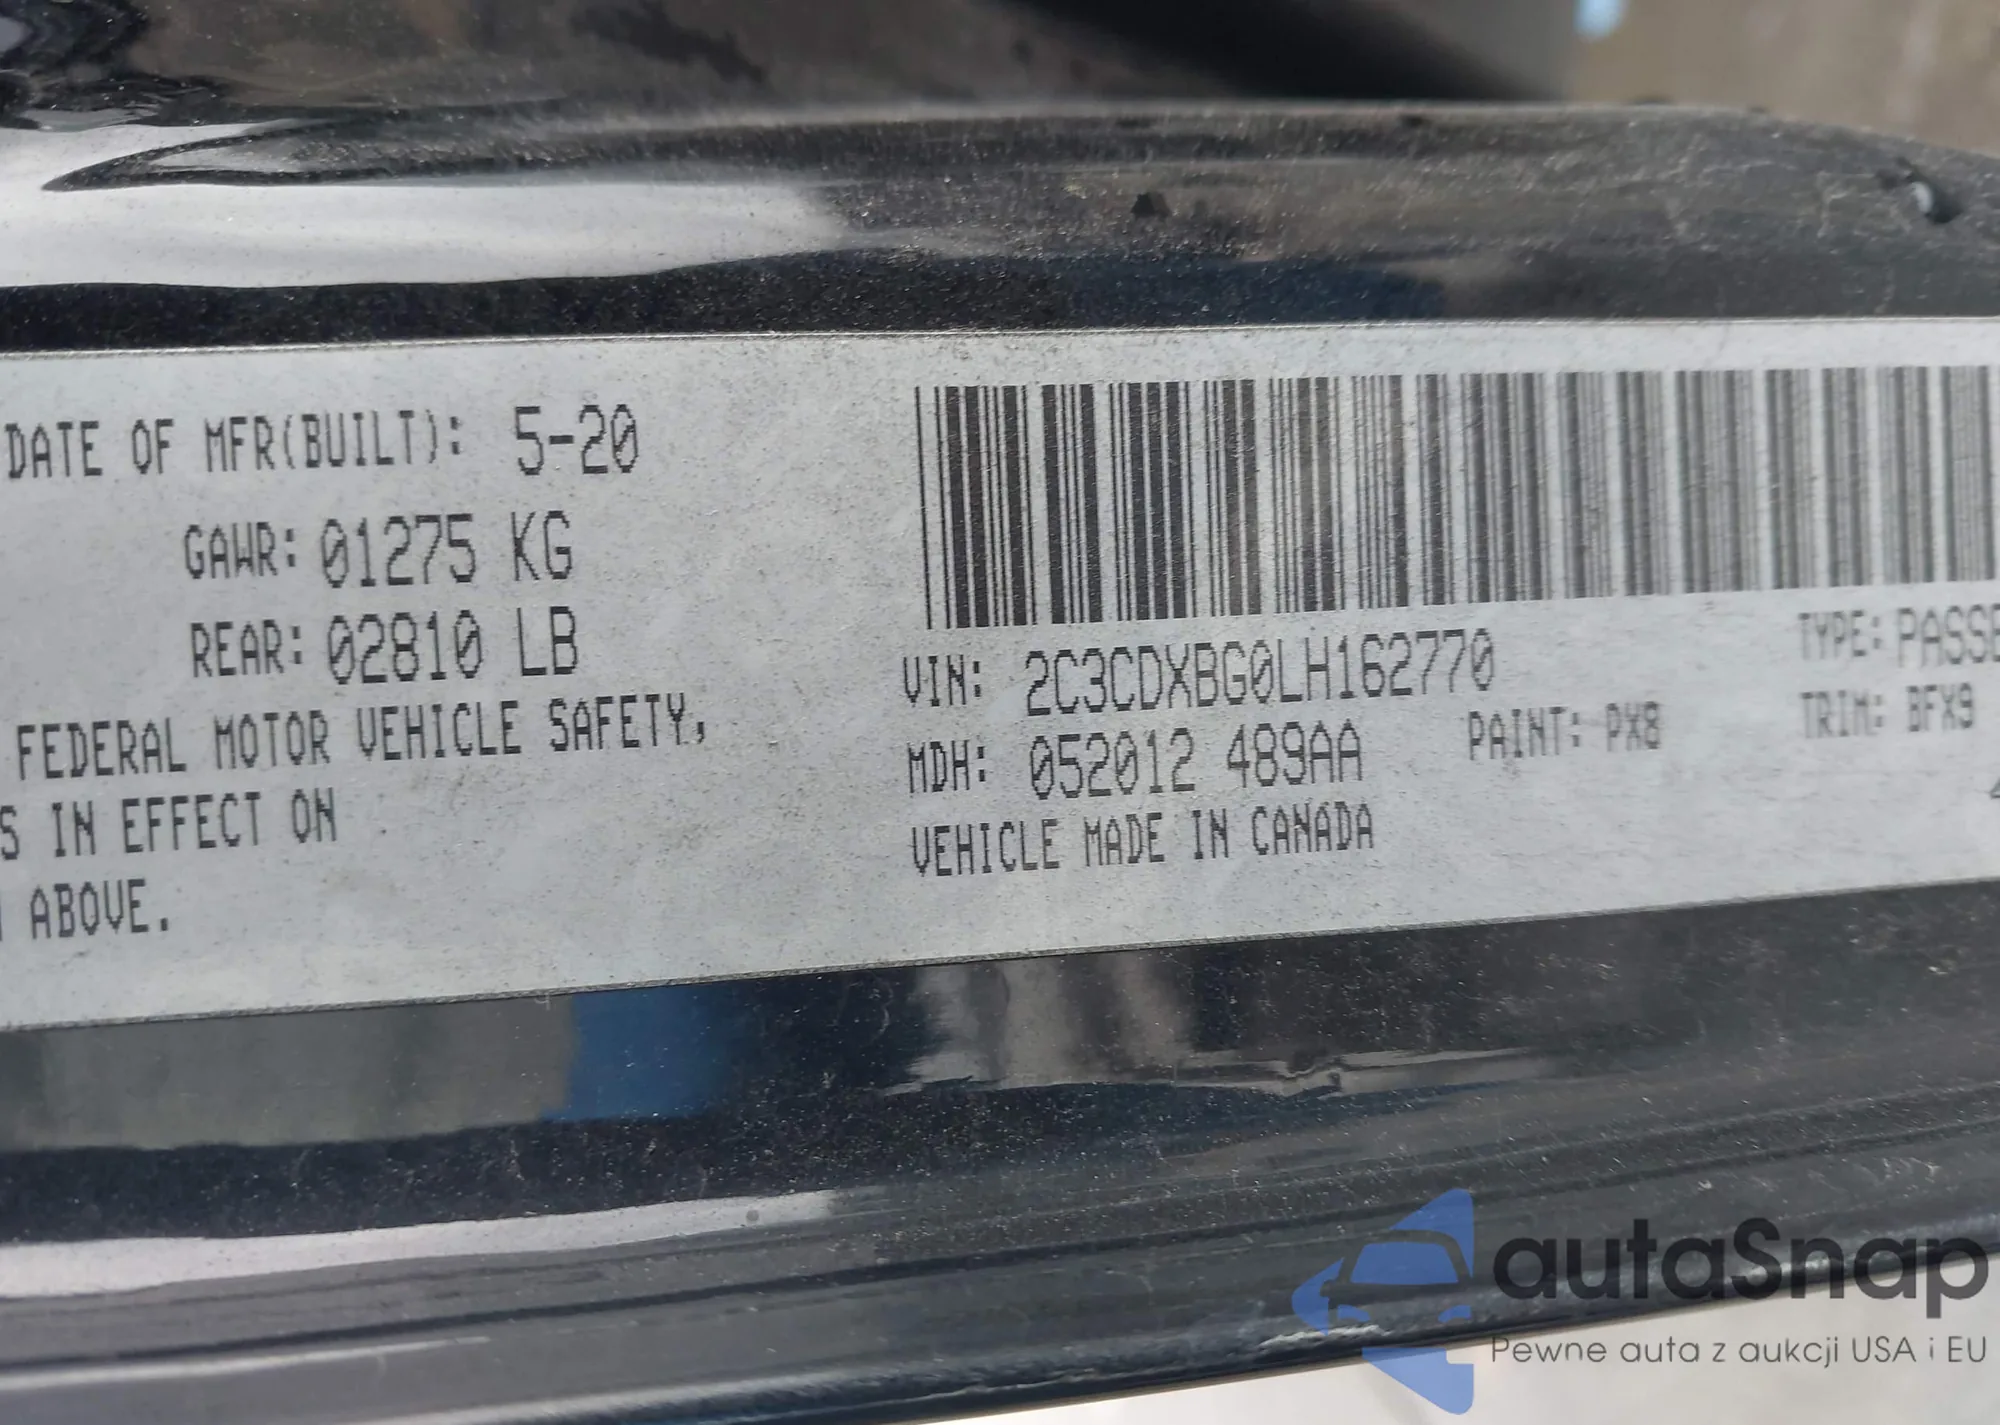 DATE OF MFR(BUILT): 5-20
GAWR: 01275 KG
REAR: 02810 LB
FEDERAL MOTOR VEHICLE SAFETY,
S IN EFFECT ON
ABOVE.
VIN: 2C3CDXBG0LH162770
TYPE: PASSE
MDH: 052012 489AA
PAINT: PX8
TRIM: BFX9
VEHICLE MADE IN CANADA
autaSnap
Pewne auta z aukcji USA i EU